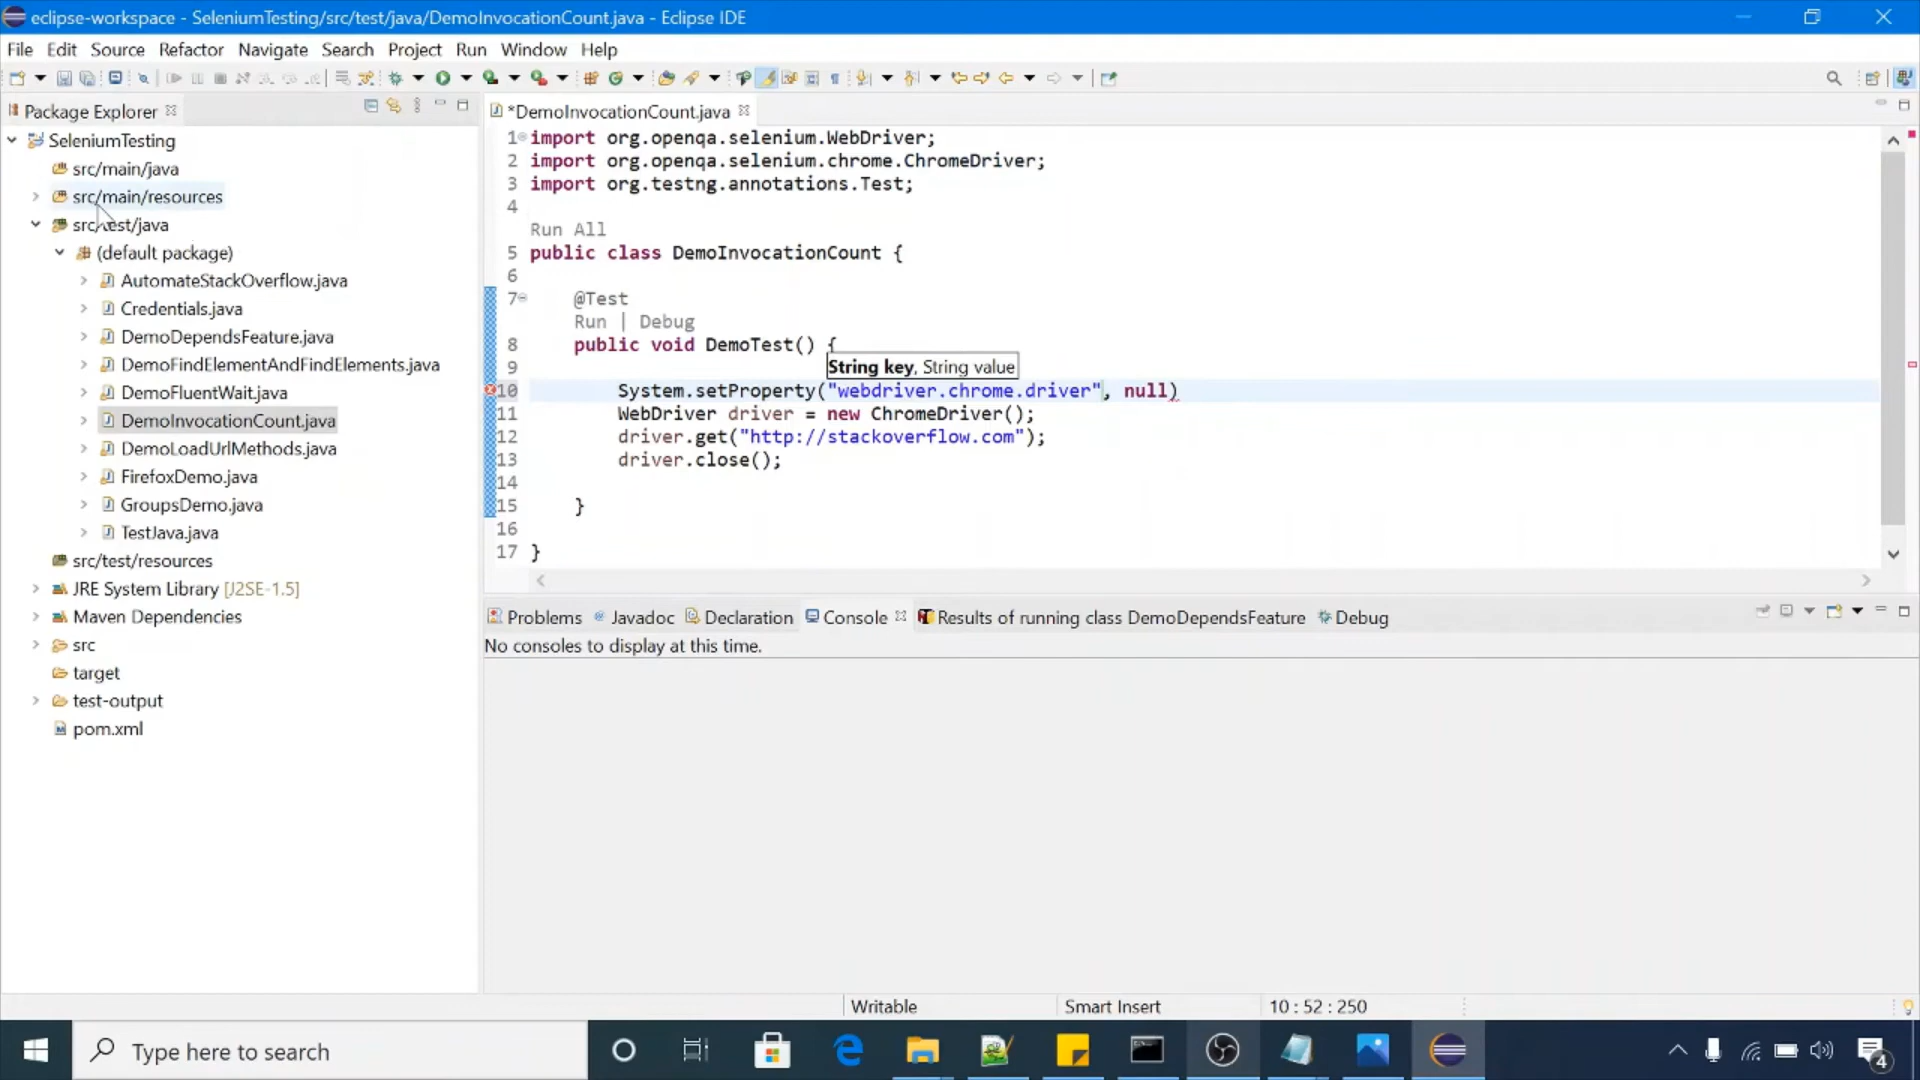 eclipse-workspace - SeleniumTesting/src/test/java/DemoInvocationCount.java - Eclipse IDE
File Edit Source Refactor Navigate Search Project Run Window Help
Package Explorer
SeleniumTesting
src/main/java
src/main/resources
src/test/java
(default package)
AutomateStackOverflow.java
Credentials.java
DemoDependsFeature.java
DemoFindElementAndFindElements.java
DemoFluentWait.java
DemoInvocationCount.java
DemoLoadUrlMethods.java
FirefoxDemo.java
GroupsDemo.java
TestJava.java
src/test/resources
JRE System Library [J2SE-1.5]
Maven Dependencies
src
target
test-output
pom.xml
*DemoInvocationCount.java
1 import org.openqa.selenium.WebDriver;
2 import org.openqa.selenium.chrome.ChromeDriver;
3 import org.testng.annotations.Test;
4
Run All
5 public class DemoInvocationCount {
6
7 @Test
Run | Debug
8 public void DemoTest() {
9
String key, String value
10 System.setProperty("webdriver.chrome.driver", null)
11 WebDriver driver = new ChromeDriver();
12 driver.get("http://stackoverflow.com");
13 driver.close();
14
15 }
16
17 }
Problems Javadoc Declaration Console Results of running class DemoDependsFeature Debug
No consoles to display at this time.
Writable Smart Insert 10 : 52 : 250
Type here to search
4